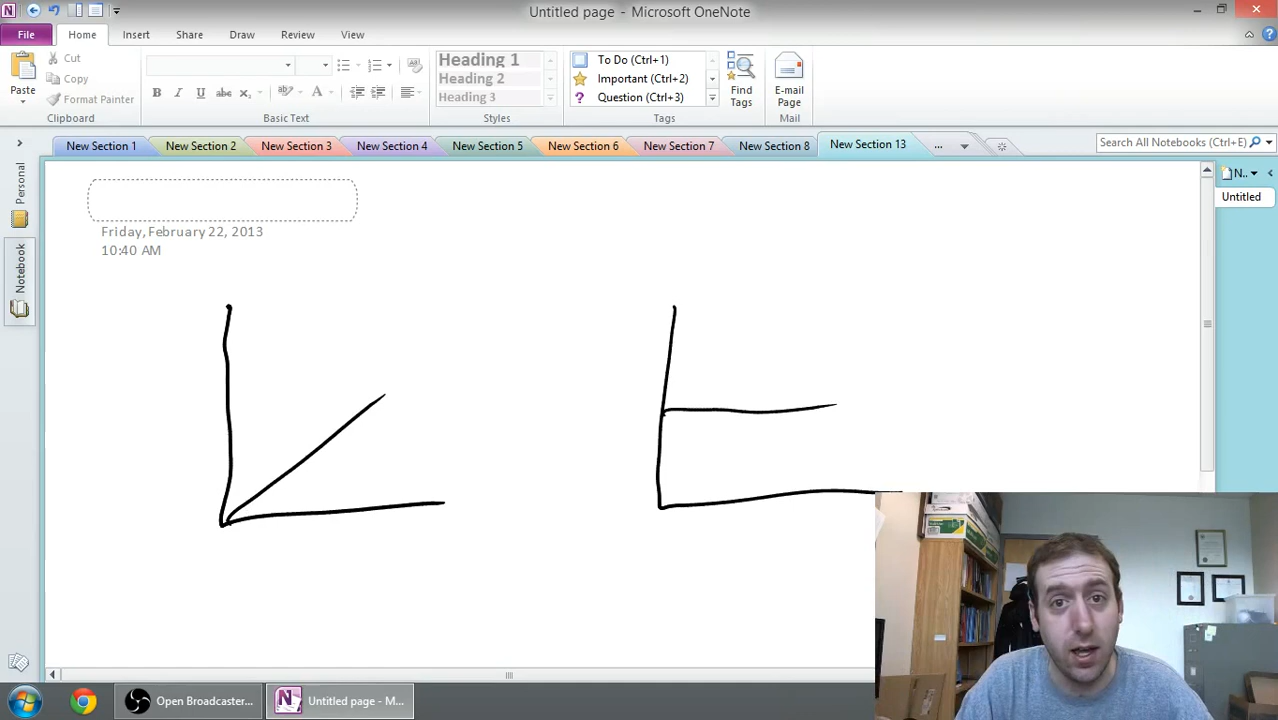 Untitled page - Microsoft OneNote
File Home Insert Share Draw Review View
Paste
Cut
Copy
Format Painter
Clipboard
B I U abc x₂ A
Basic Text
Heading 1
Heading 2
Heading 3
Styles
To Do (Ctrl+1)
Important (Ctrl+2)
Question (Ctrl+3)
Tags
Find Tags
E-mail Page
Mail
New Section 1 New Section 2 New Section 3 New Section 4 New Section 5 New Section 6 New Section 7 New Section 8 New Section 13 ...
Search All Notebooks (Ctrl+E)
Personal
Notebook
N..
Untitled
Friday, February 22, 2013
10:40 AM
Open Broadcaster...
Untitled page - M...